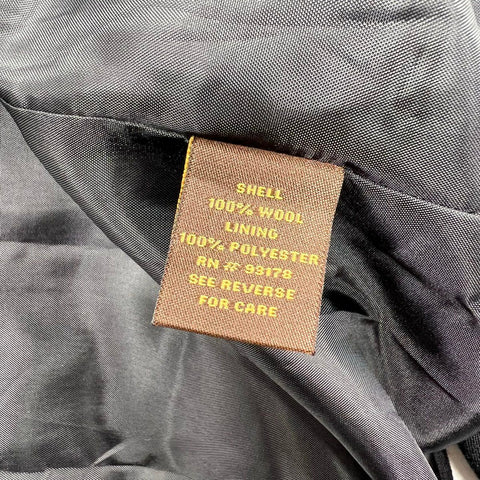 SHELL
100% WOOL
LINING
100% POLYESTER
RN # 93178
SEE REVERSE
FOR CARE